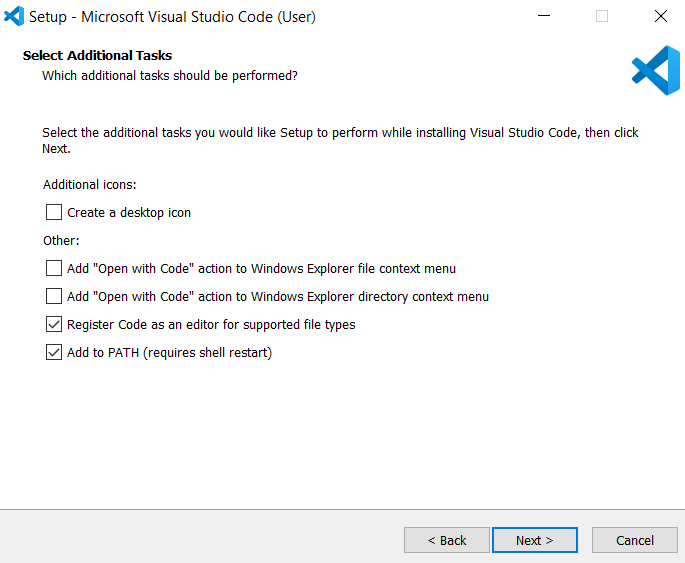 Setup - Microsoft Visual Studio Code (User)
Select Additional Tasks
Which additional tasks should be performed?
Select the additional tasks you would like Setup to perform while installing Visual Studio Code, then click
Next.
Additional icons:
Create a desktop icon
Other:
Add "Open with Code" action to Windows Explorer file context menu
Add "Open with Code" action to Windows Explorer directory context menu
Register Code as an editor for supported file types
Add to PATH (requires shell restart)
< Back Next > Cancel